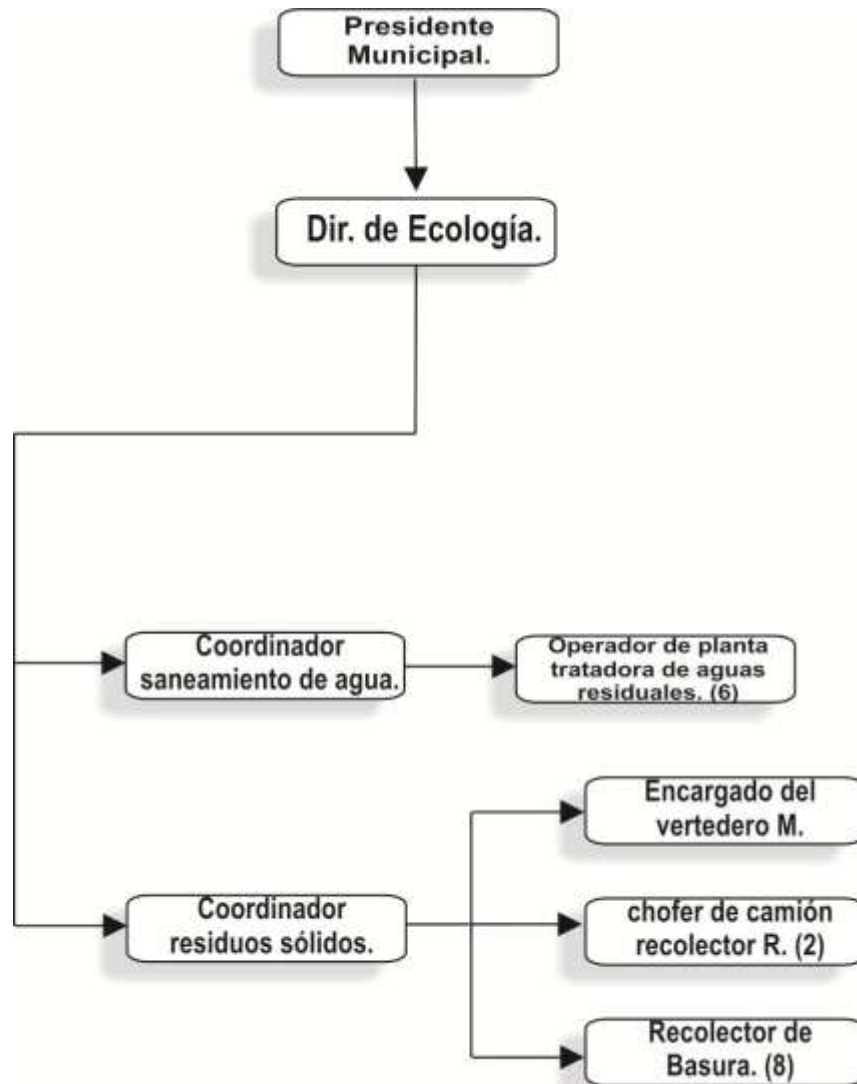 Presidente
Municipal.
Dir. de Ecología.
Coordinador
saneamiento de agua.
Operador de planta
tratadora de aguas
residuales. (6)
Encargado del
vertedero M.
Coordinador
residuos sólidos.
chofer de camión
recolector R. (2)
Recolector de
Basura. (8)